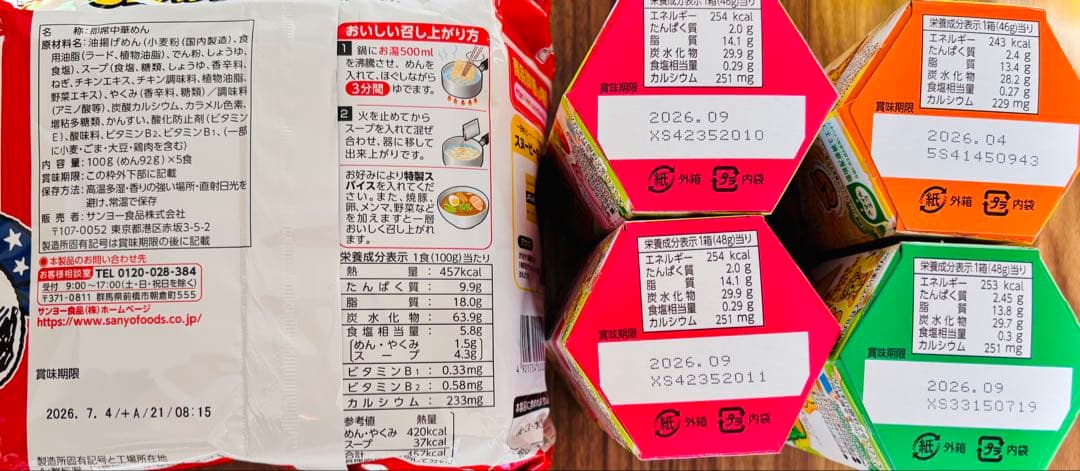 名 称:即席中華めん
原材料名:油揚げめん(小麦粉(国内製造)、食
用油脂(ラード、植物油脂)、でん粉、しょうゆ、
食塩)、スープ(食塩、糖類、しょうゆ、香辛料、
ねぎ、チキンエキス、チキン調味料、植物油脂、
野菜エキス)、やくみ(香辛料、糖類)/調味料
(アミノ酸等)、炭酸カルシウム、カラメル色素、
増粘多糖類、かんすい、酸化防止剤(ビタミン
E)、酸味料、ビタミンB₂、ビタミンB₁、(一部
に小麦・ごま・大豆・鶏肉を含む)
内 容 量:100g(めん92g)×5食
賞味期限:この枠外下部に記載
保存方法:高温多湿・香りの強い場所・直射日光を
避け、常温で保存
販 売 者:サンヨー食品株式会社
〒107-0052 東京都港区赤坂3-5-2
製造所固有記号は賞味期限の後に記載
●本製品のお問い合わせ先
お客様相談室 TEL 0120-028-384
受付 9:00~17:00(土・日・祝日を除く)
〒371-0811 群馬県前橋市朝倉町555
サンヨー食品(株)ホームページ
https://www.sanyofoods.co.jp/
賞味期限
2026. 7. 4/+A/21/08:15
製造所固有記号と工場所在地
おいしい召し上がり方
1 鍋にお湯500ml
を沸騰させ、めんを
入れて、ほぐしながら
3分間 ゆでます。
2 火を止めてから
スープを入れて混ぜ
合わせ、器に移して
出来上がりです。
お好みにより特製ス
パイスを入れてくだ
さい。また、焼豚、
卵、メンマ、野菜など
を加えますと一層
おいしく召し上がれ
ます。
栄養成分表示 1食(100g)当たり
熱 量 : 457kcal
たんぱく質 : 9.9g
脂 質 : 18.0g
炭水化物 : 63.9g
食塩相当量 : 5.8g
めん・やくみ 1.5g
スープ 4.3g
ビタミンB₁ : 0.33mg
ビタミンB₂ : 0.58mg
カルシウム : 233mg
参考値 熱量
めん・やくみ 420kcal
スープ 37kcal
合計 457kcal
栄養成分表示1箱(48g)当り
エネルギー 254 kcal
たんぱく質 2.0 g
脂 質 14.1 g
炭水化物 29.9 g
食塩相当量 0.29 g
カルシウム 251 mg
賞味期限
2026.09
XS42352010
紙 外箱 プラ 内袋
栄養成分表示1箱(46g)当り
エネルギー 243 kcal
たんぱく質 2.4 g
脂 質 13.4 g
炭水化物 28.2 g
食塩相当量 0.27 g
カルシウム 229 mg
賞味期限
2026.04
5S41450943
紙 外箱 プラ 内袋
栄養成分表示1箱(48g)当り
エネルギー 254 kcal
たんぱく質 2.0 g
脂 質 14.1 g
炭水化物 29.9 g
食塩相当量 0.29 g
カルシウム 251 mg
賞味期限
2026.09
XS42352011
紙 外箱 プラ 内袋
栄養成分表示1箱(48g)当り
エネルギー 253 kcal
たんぱく質 2.45 g
脂 質 13.8 g
炭水化物 29.7 g
食塩相当量 0.3 g
カルシウム 251 mg
賞味期限
2026.09
XS33150719
紙 外箱 プラ 内袋